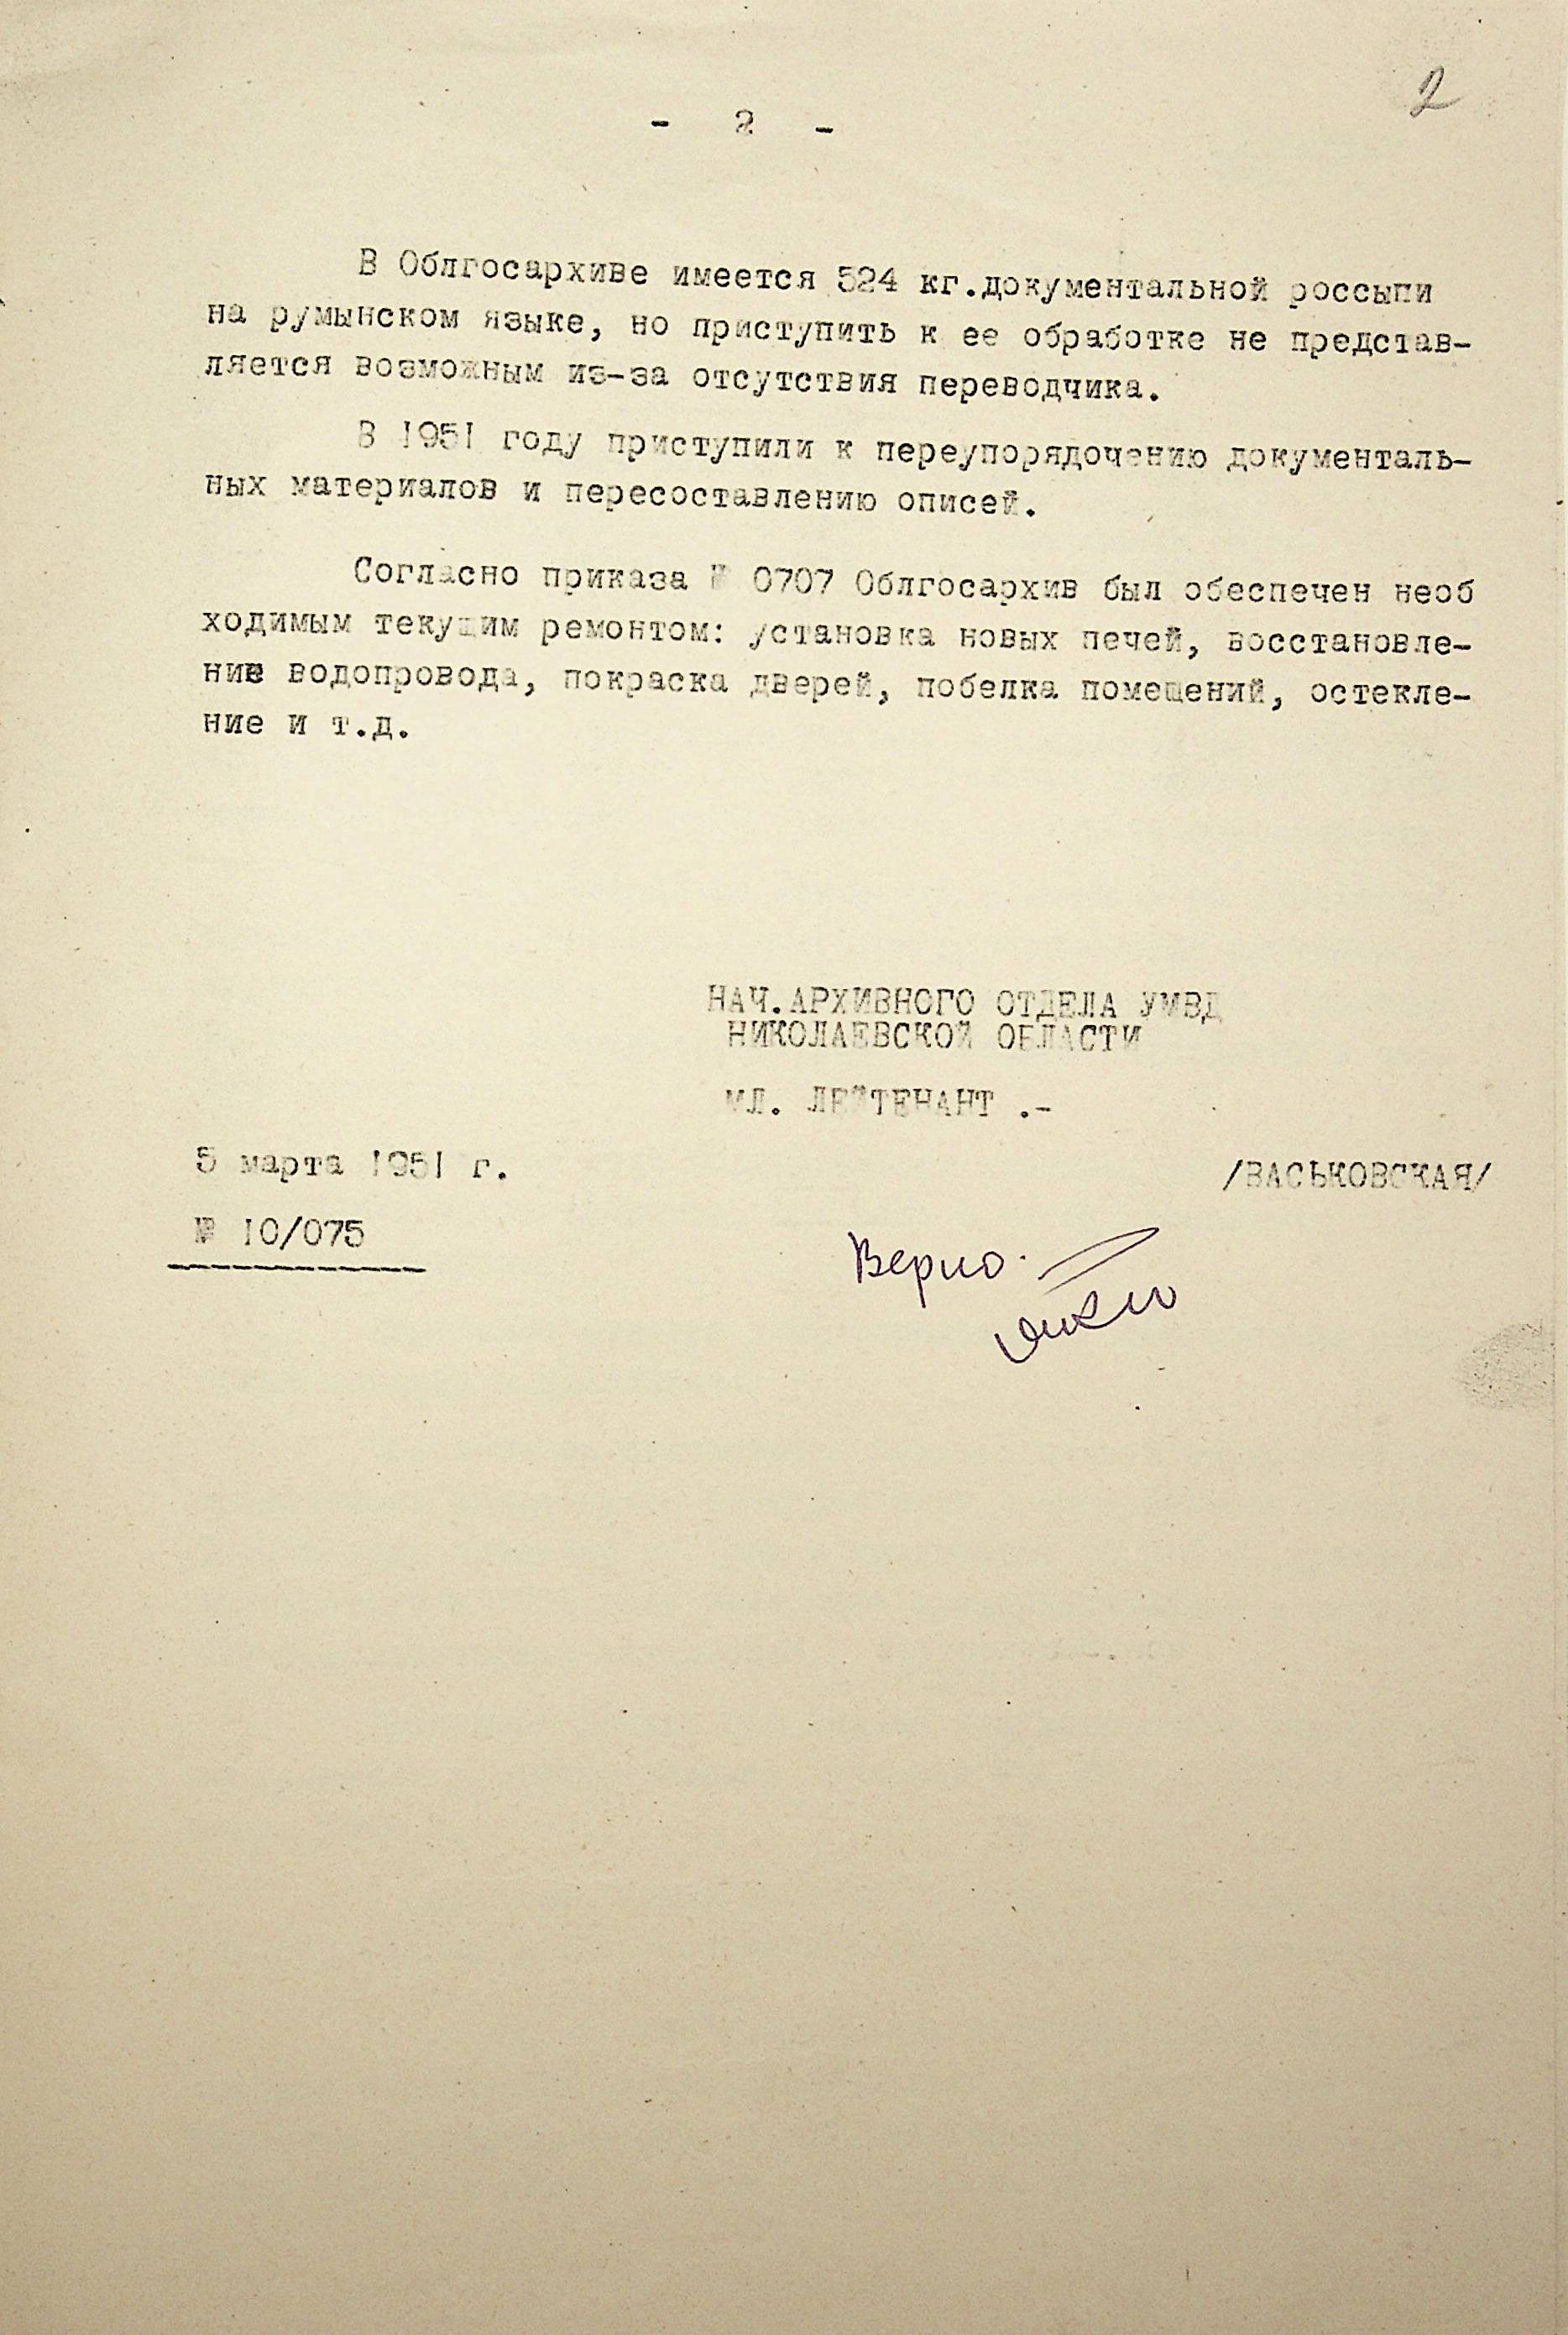 2
- 2 -
В Облгосархиве имеется 524 кг.документальной россыпи
на румынском языке, но приступить к ее обработке не представ-
ляется возможным из-за отсутствия переводчика.
В 1951 году приступили к переупорядочению документаль-
ных материалов и пересоставлению описей.
Согласно приказа № 0707 Облгосархив был обеспечен необ
ходимым текущим ремонтом: установка новых печей, восстановле-
ние водопровода, покраска дверей, побелка помещений, остекле-
ние и т.д.
НАЧ.АРХИВНОГО ОТДЕЛА УМВД
НИКОЛАЕВСКОЙ ОБЛАСТИ
МЛ. ЛЕЙТЕНАНТ .-
5 марта 1951 г.
/ВАСЬКОВСКАЯ/
№ 10/075
Верно.